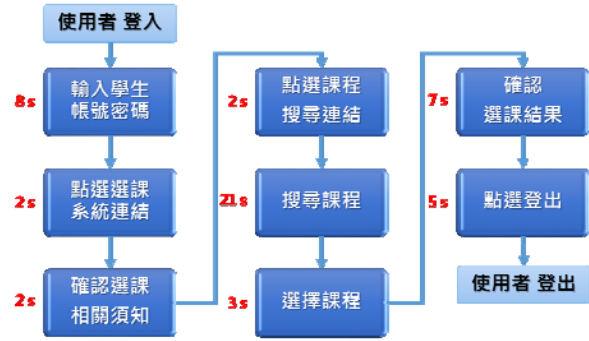 使用者 登入
8s
輸入學生
帳號密碼
2s
點選選課
系統連結
2s
確認選課
相關須知
2s
點選課程
搜尋連結
21s
搜尋課程
3s
選擇課程
7s
確認
選課結果
5s
點選登出
使用者 登出